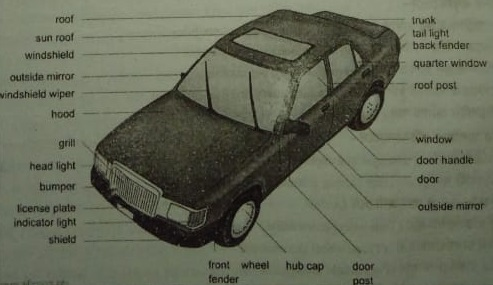 roof
sun roof
windshield
outside mirror
windshield wiper
hood
grill
head light
bumper
license plate
indicator light
shield
front fender
wheel
hub cap
door post
trunk
tail light
back fender
quarter window
roof post
window
door handle
door
outside mirror